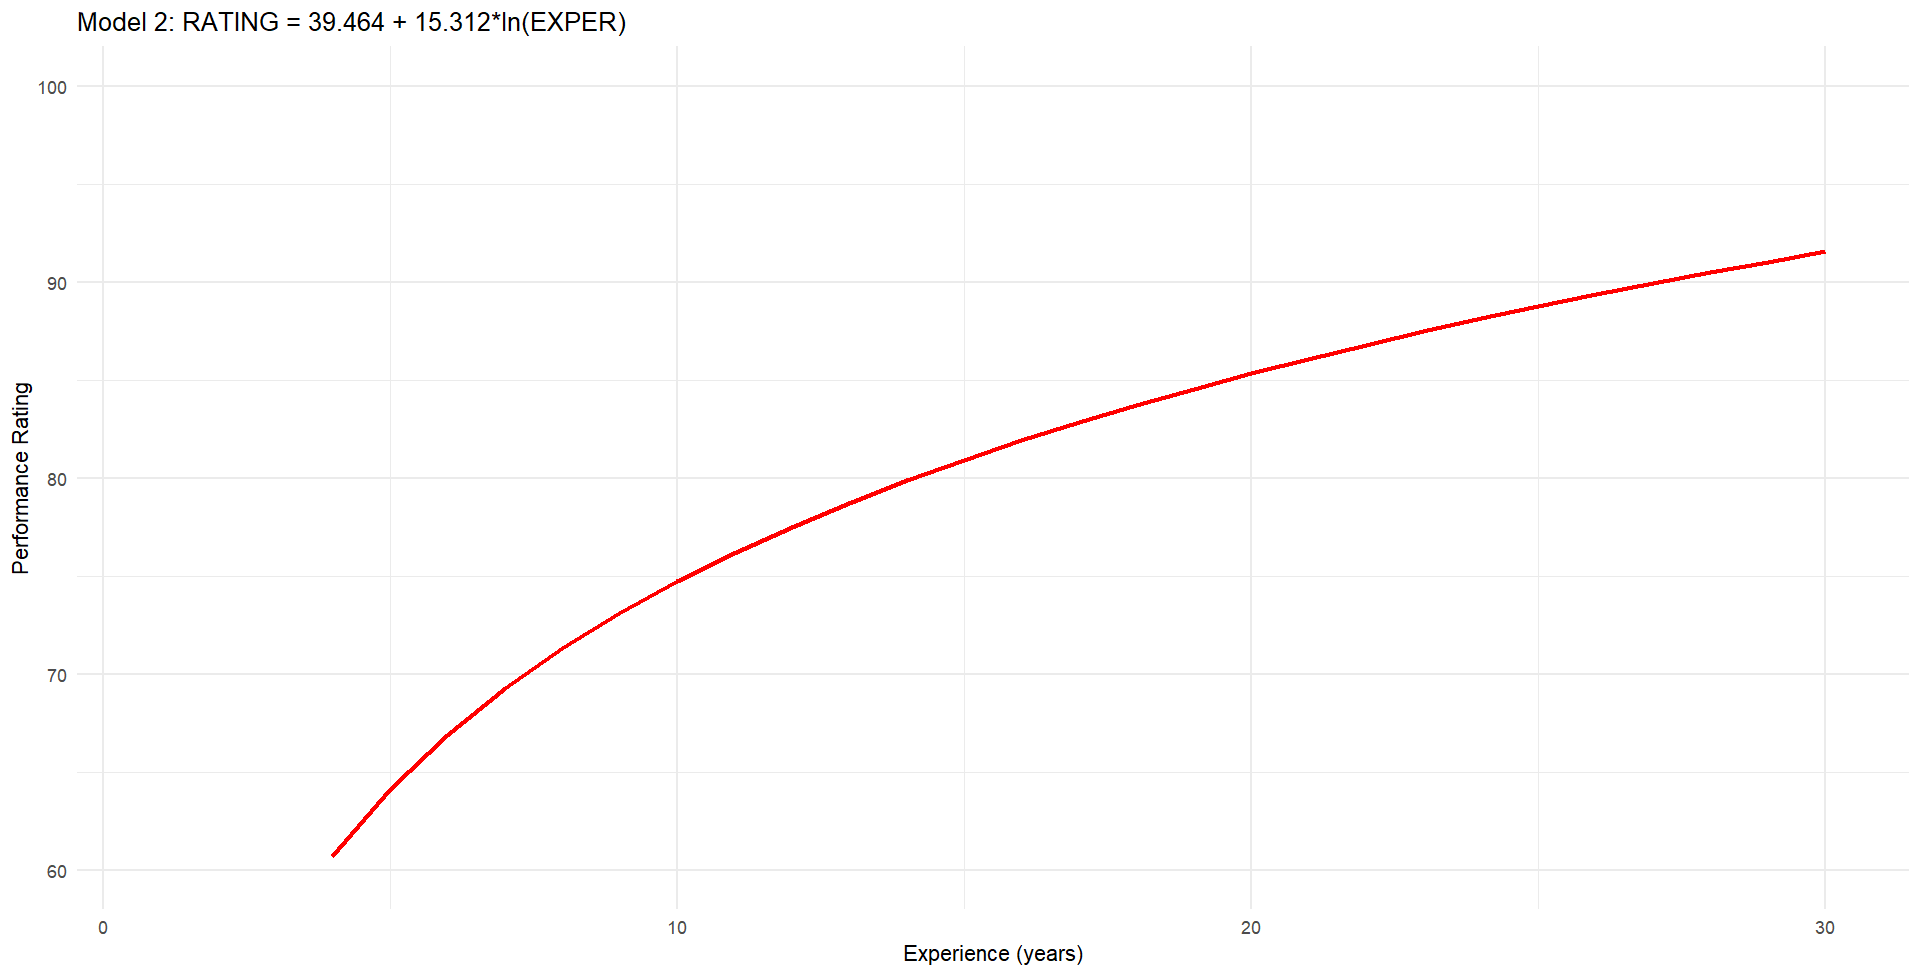 Model 2: RATING = 39.464 + 15.312*ln(EXPER)
100
90
80
70
60
Performance Rating
0 10 20 30
Experience (years)